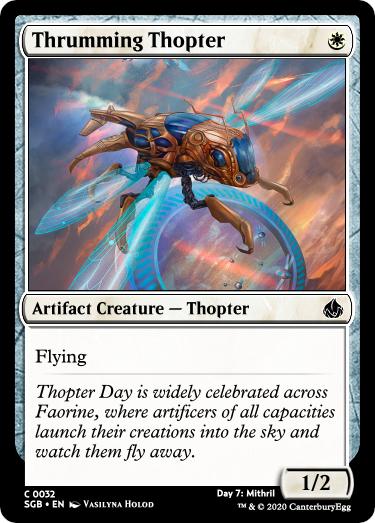 Thrumming Thopter
Artifact Creature — Thopter
Flying
Thopter Day is widely celebrated across
Faorine, where artificers of all capacities
launch their creations into the sky and
watch them fly away.
1/2
C 0032
Day 7: Mithril
SGB • EN Vasilyna Holod
™ & © 2020 CanterburyEgg